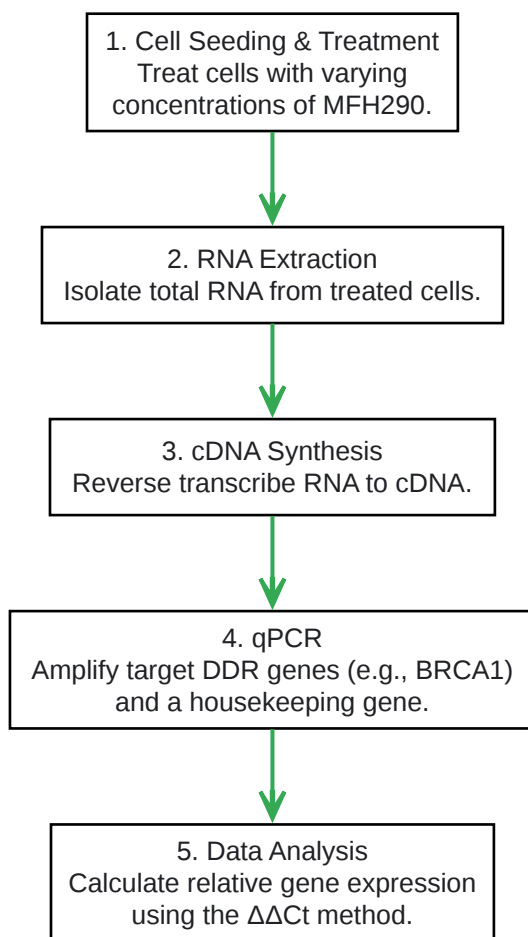 1. Cell Seeding & Treatment
Treat cells with varying
concentrations of MFH290.
2. RNA Extraction
Isolate total RNA from treated cells.
3. cDNA Synthesis
Reverse transcribe RNA to cDNA.
4. qPCR
Amplify target DDR genes (e.g., BRCA1)
and a housekeeping gene.
5. Data Analysis
Calculate relative gene expression
using the ΔΔCt method.